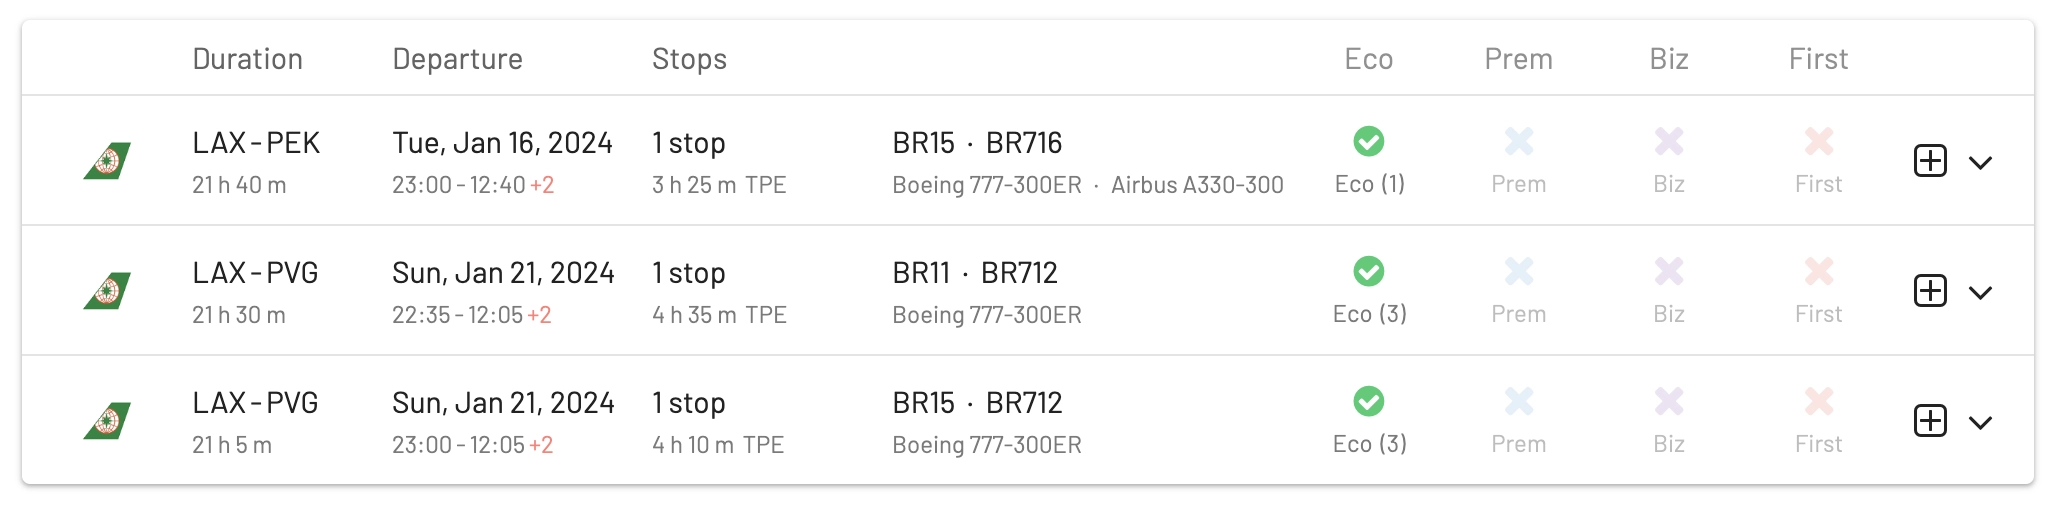 Duration Departure Stops Eco Prem Biz First
LAX - PEK Tue, Jan 16, 2024 1 stop BR15 · BR716
21 h 40 m 23:00 - 12:40 +2 3 h 25 m TPE Boeing 777-300ER · Airbus A330-300 Eco (1) Prem Biz First
LAX - PVG Sun, Jan 21, 2024 1 stop BR11 · BR712
21 h 30 m 22:35 - 12:05 +2 4 h 35 m TPE Boeing 777-300ER Eco (3) Prem Biz First
LAX - PVG Sun, Jan 21, 2024 1 stop BR15 · BR712
21 h 5 m 23:00 - 12:05 +2 4 h 10 m TPE Boeing 777-300ER Eco (3) Prem Biz First